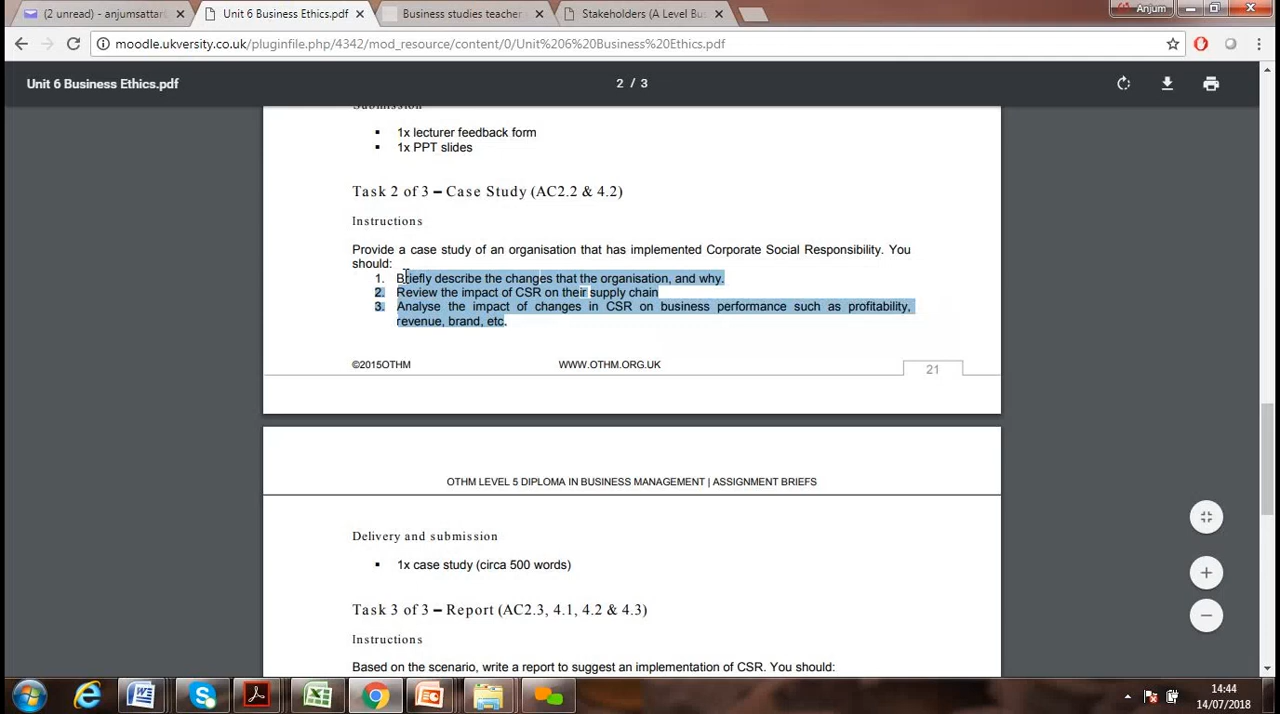 (2 unread) - anjumsattar
Unit 6 Business Ethics.pdf
Business studies teacher
Stakeholders (A Level Bu
Anjum
moodle.ukversity.co.uk/pluginfile.php/4342/mod_resource/content/0/Unit%206%20Business%20Ethics.pdf
Unit 6 Business Ethics.pdf
2 / 3
Submission
▪ 1x lecturer feedback form
▪ 1x PPT slides
Task 2 of 3 – Case Study (AC2.2 & 4.2)
Instructions
Provide a case study of an organisation that has implemented Corporate Social Responsibility. You
should:
1. Briefly describe the changes that the organisation, and why.
2. Review the impact of CSR on their supply chain
3. Analyse the impact of changes in CSR on business performance such as profitability,
revenue, brand, etc.
©2015OTHM
WWW.OTHM.ORG.UK
21
OTHM LEVEL 5 DIPLOMA IN BUSINESS MANAGEMENT | ASSIGNMENT BRIEFS
Delivery and submission
▪ 1x case study (circa 500 words)
Task 3 of 3 – Report (AC2.3, 4.1, 4.2 & 4.3)
Instructions
Based on the scenario, write a report to suggest an implementation of CSR. You should:
14:44
14/07/2018